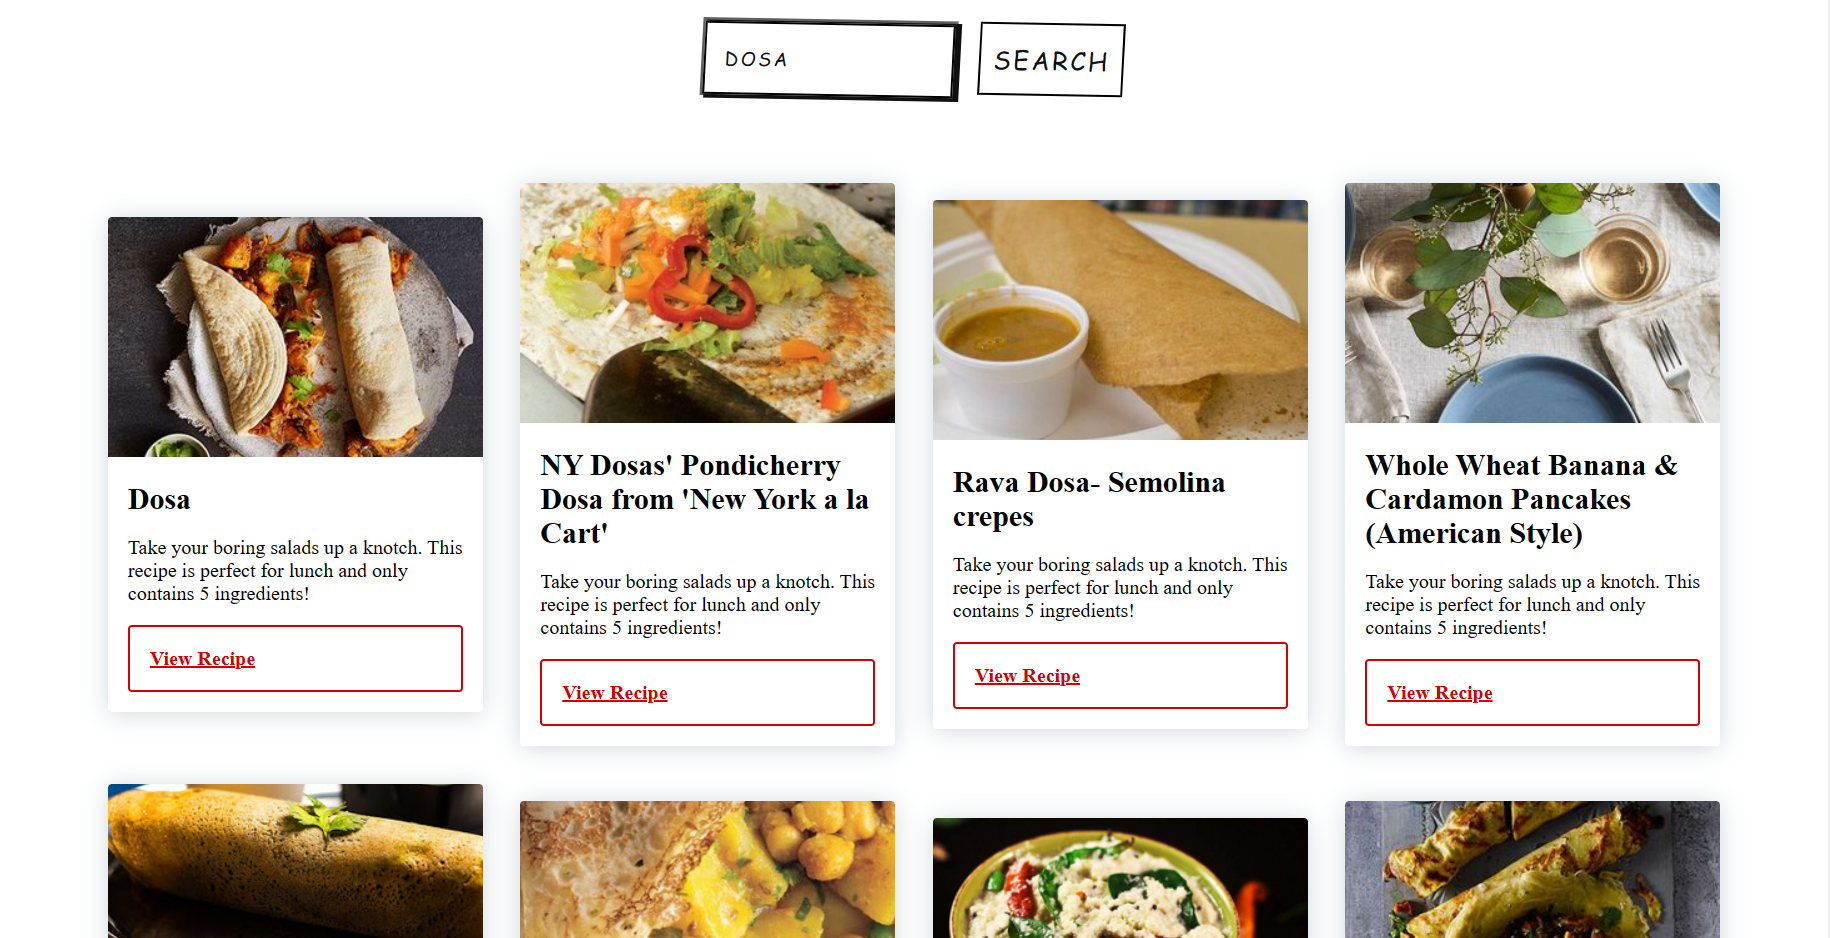 DOSA
SEARCH
Dosa
Take your boring salads up a knotch. This
recipe is perfect for lunch and only
contains 5 ingredients!
View Recipe
NY Dosas' Pondicherry
Dosa from 'New York a la
Cart'
Take your boring salads up a knotch. This
recipe is perfect for lunch and only
contains 5 ingredients!
View Recipe
Rava Dosa- Semolina
crepes
Take your boring salads up a knotch. This
recipe is perfect for lunch and only
contains 5 ingredients!
View Recipe
Whole Wheat Banana &
Cardamon Pancakes
(American Style)
Take your boring salads up a knotch. This
recipe is perfect for lunch and only
contains 5 ingredients!
View Recipe